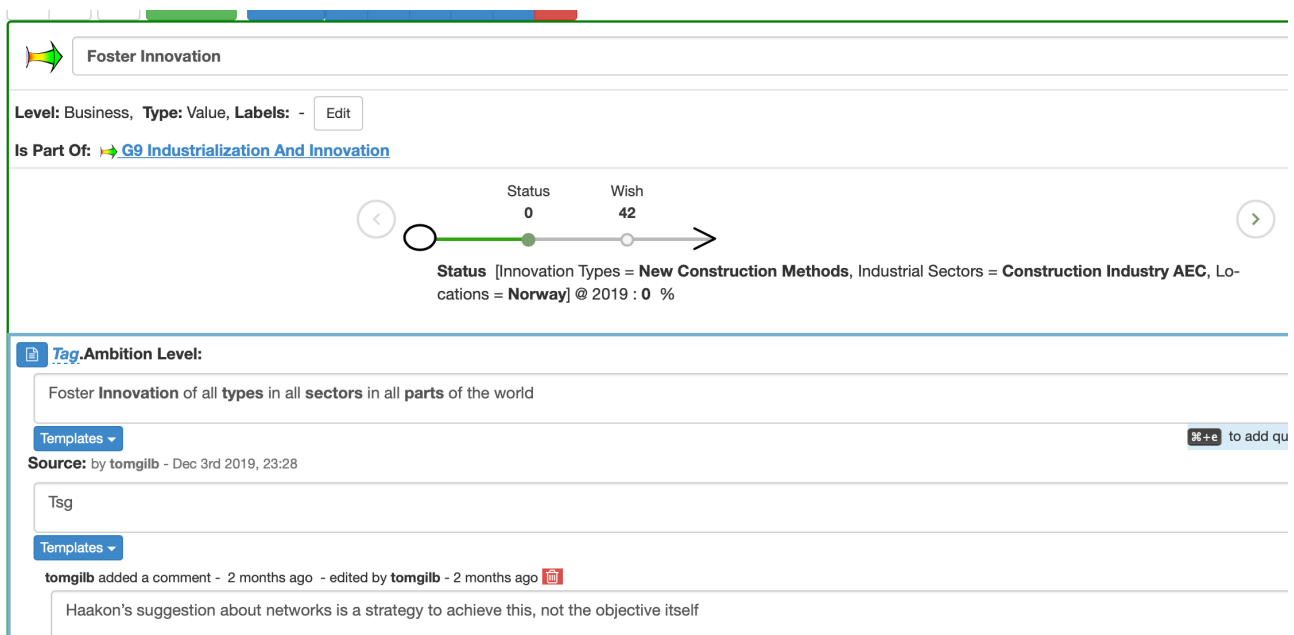 Foster Innovation
Level: Business, Type: Value, Labels: - Edit
Is Part Of: G9 Industrialization And Innovation
Status Wish
0 42
Status [Innovation Types = New Construction Methods, Industrial Sectors = Construction Industry AEC, Lo-
cations = Norway] @ 2019 : 0 %
Tag.Ambition Level:
Foster Innovation of all types in all sectors in all parts of the world
Templates
⌘+e to add qu
Source: by tomgilb - Dec 3rd 2019, 23:28
Tsg
Templates
tomgilb added a comment - 2 months ago - edited by tomgilb - 2 months ago
Haakon’s suggestion about networks is a strategy to achieve this, not the objective itself